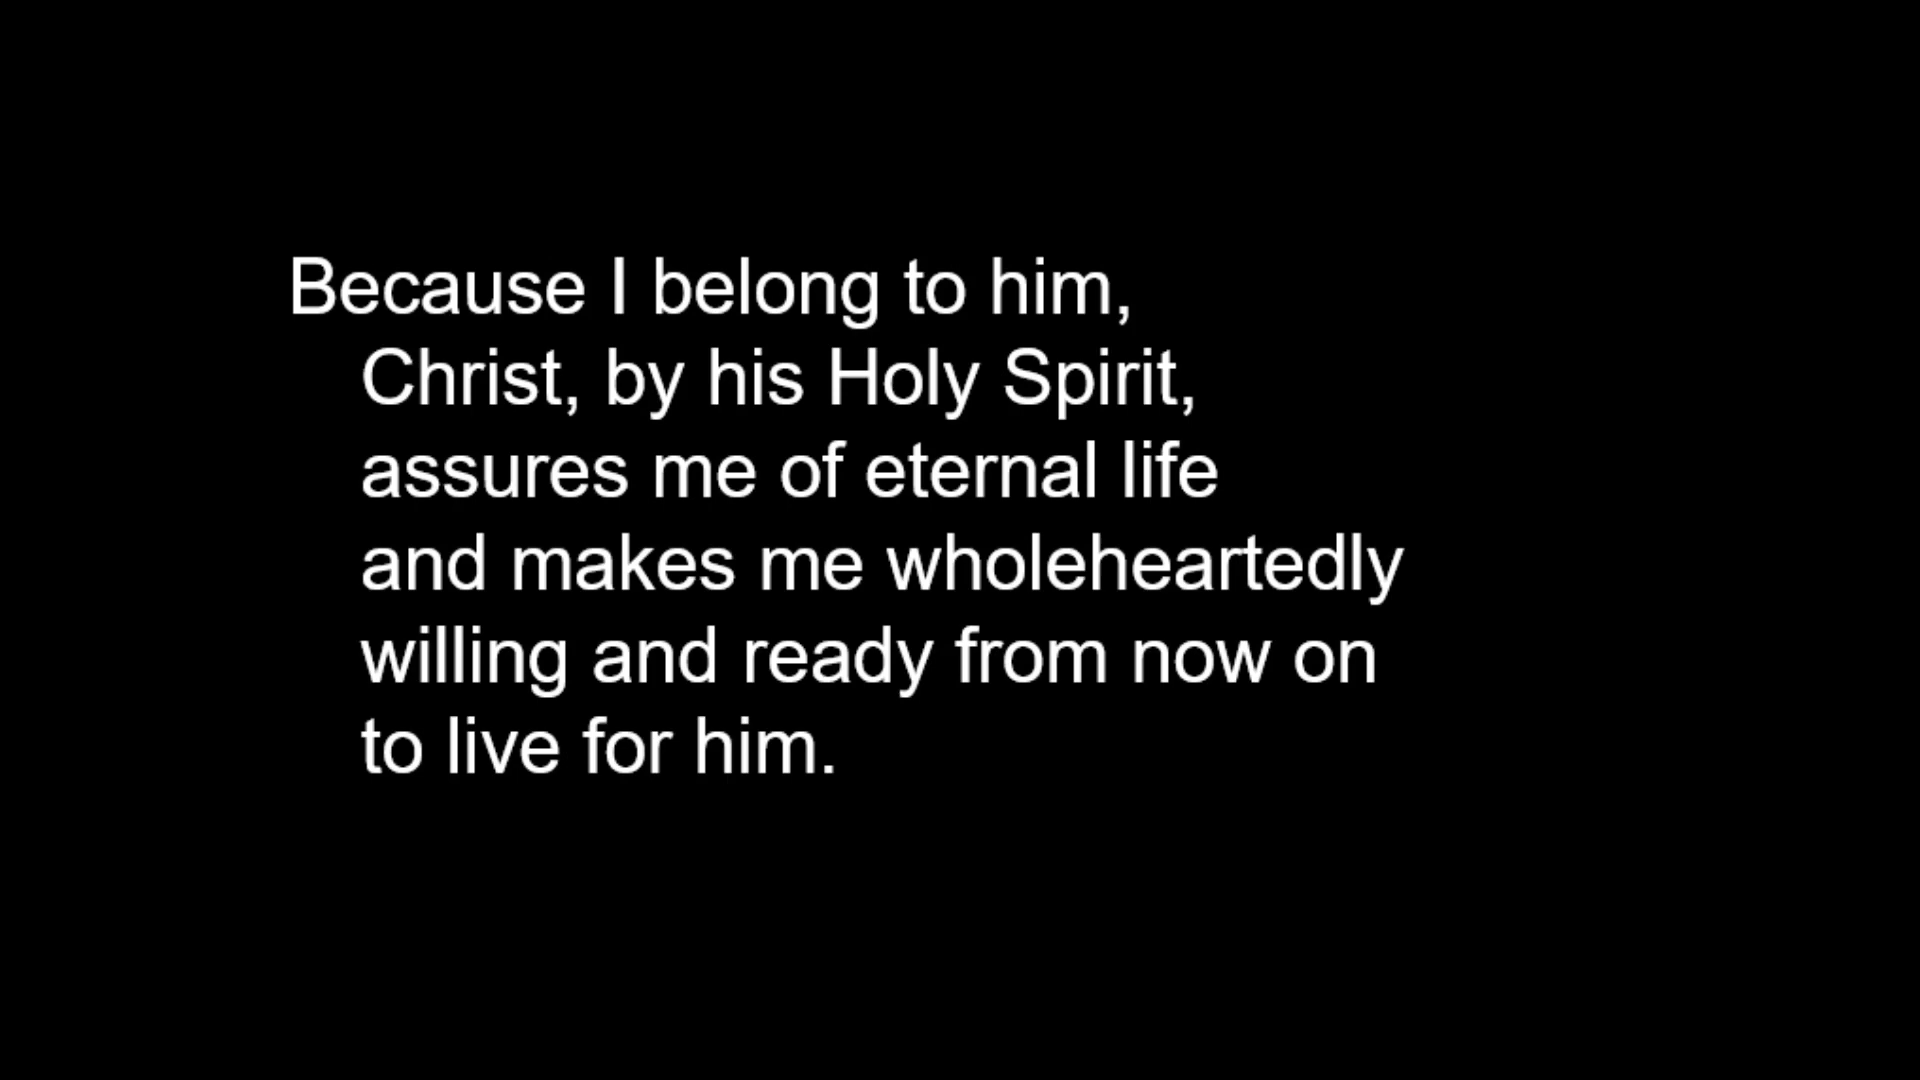 Because I belong to him,
Christ, by his Holy Spirit,
assures me of eternal life
and makes me wholeheartedly
willing and ready from now on
to live for him.